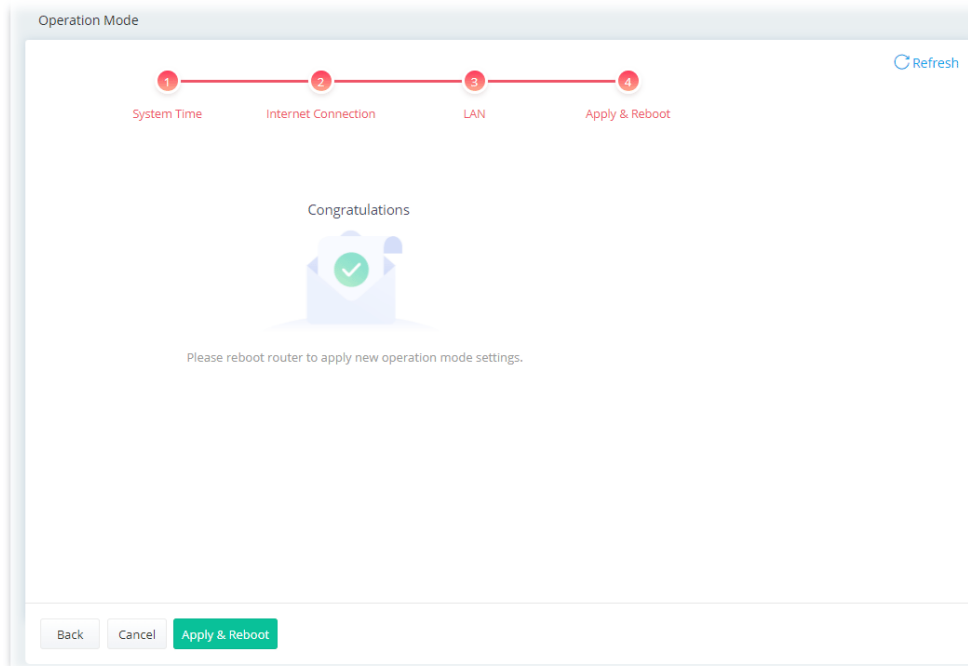 Operation Mode
Refresh
1 2 3 4
System Time Internet Connection LAN Apply & Reboot
Congratulations
Please reboot router to apply new operation mode settings.
Back Cancel Apply & Reboot